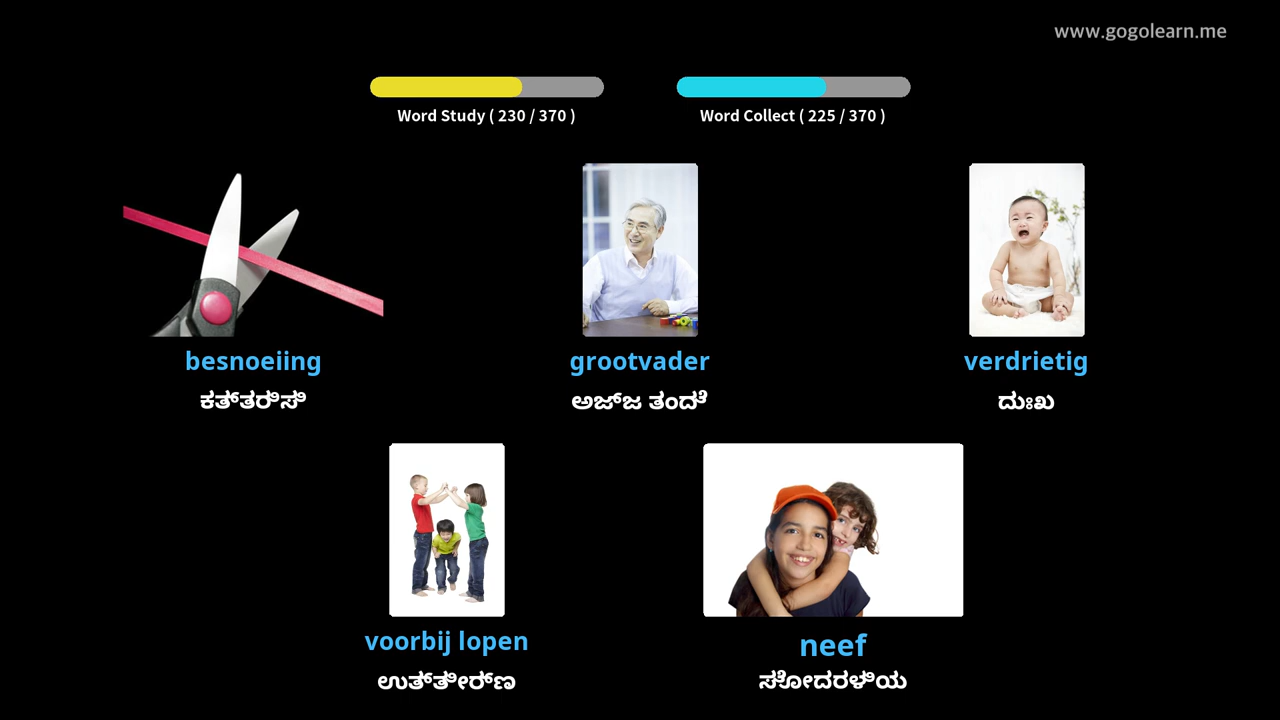 www.gogolearn.me
Word Study ( 230 / 370 )
Word Collect ( 225 / 370 )
besnoeiing
grootvader
verdrietig
ಕತ್ತರಿಸಿ
ಅಜ್ಜ ತಂದೆ
ದುಃಖ
voorbij lopen
neef
ಉತ್ತೀರ್ಣ
ಸೋದರಳಿಯ